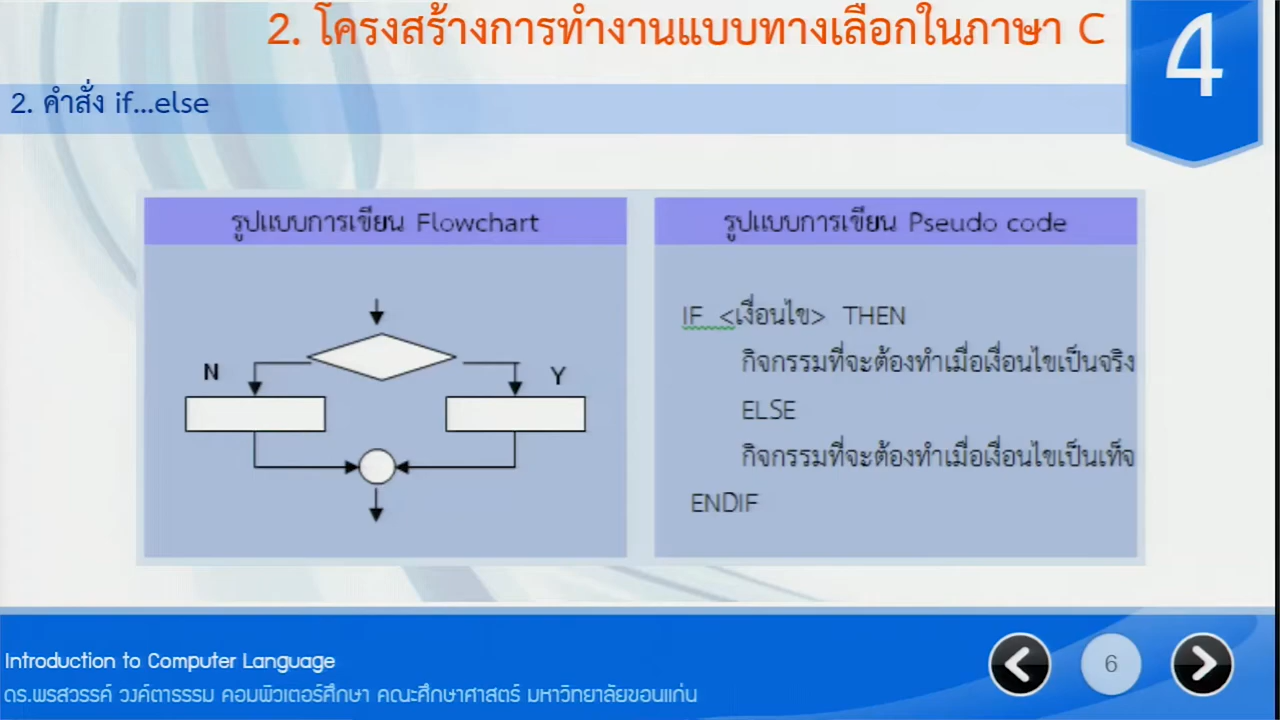 2. โครงสร้างการทำงานแบบทางเลือกในภาษา C
4
2. คำสั่ง if...else
รูปแบบการเขียน Flowchart
N
Y
รูปแบบการเขียน Pseudo code
IF <เงื่อนไข> THEN
กิจกรรมที่จะต้องทำเมื่อเงื่อนไขเป็นจริง
ELSE
กิจกรรมที่จะต้องทำเมื่อเงื่อนไขเป็นเท็จ
ENDIF
Introduction to Computer Language
ดร.พรสวรรค์ วงค์ตาธรรม คอมพิวเตอร์ศึกษา คณะศึกษาศาสตร์ มหาวิทยาลัยขอนแก่น
6